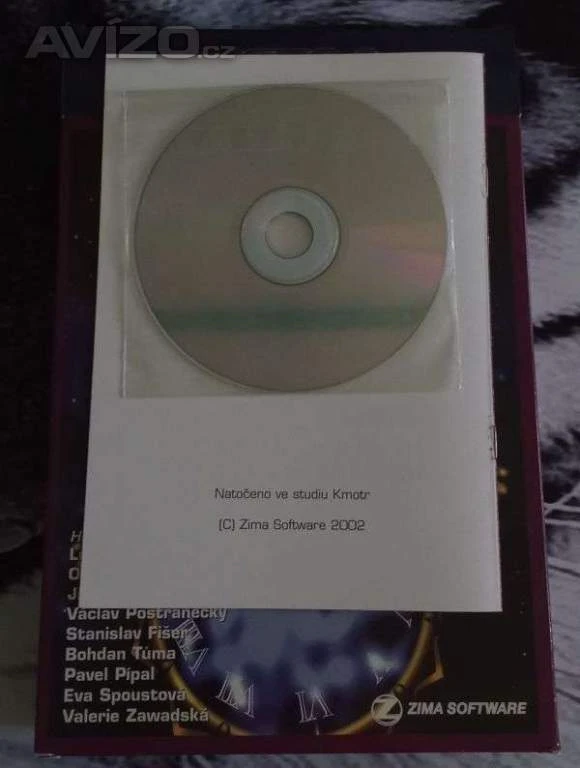 AVÍZO.cz
Natočeno ve studiu Kmotr
(C) Zima Software 2002
Václav Postránecký
Stanislav Fišer
Bohdan Tůma
Pavel Pípal
Eva Spoustová
Valerie Zawadská
ZIMA SOFTWARE